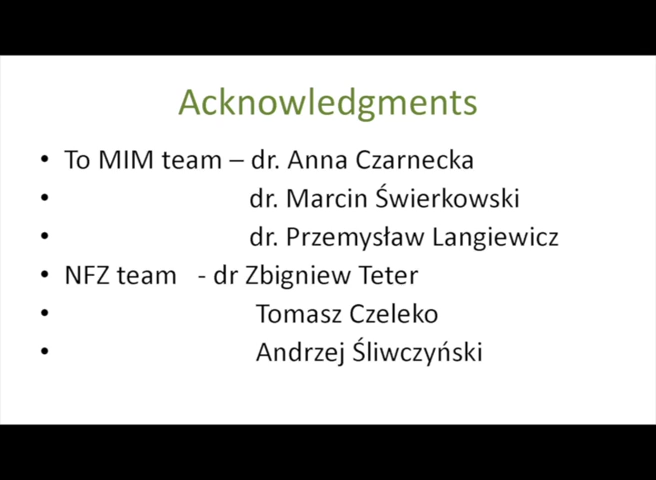 Acknowledgments
• To MIM team – dr. Anna Czarnecka
• dr. Marcin Świerkowski
• dr. Przemysław Langiewicz
• NFZ team - dr Zbigniew Teter
• Tomasz Czeleko
• Andrzej Śliwczyński